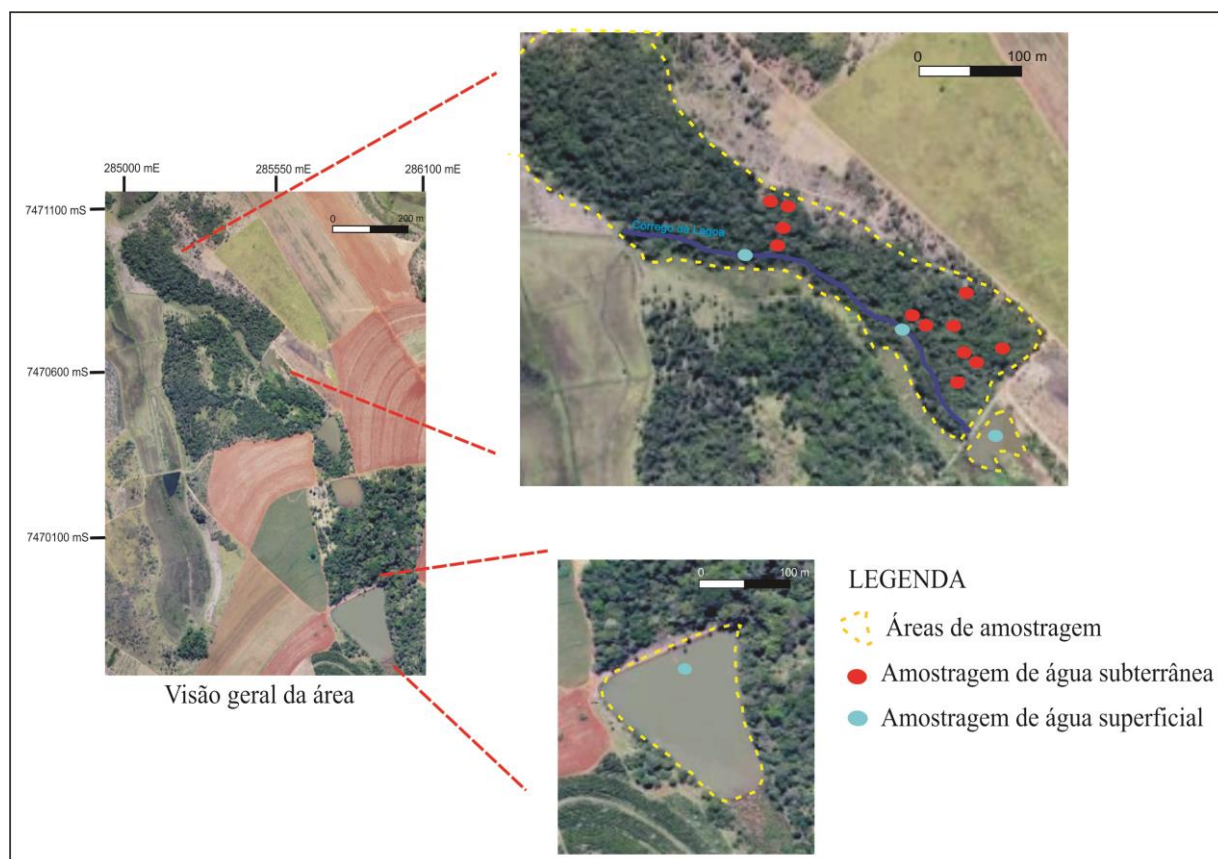 0 100 m
285000 mE 285550 mE 286100 mE
7471100 mS
0 200 m
Corrego da Lagoa
7470600 mS
7470100 mS
Visão geral da área
0 100 m
LEGENDA
Áreas de amostragem
Amostragem de água subterrânea
Amostragem de água superficial